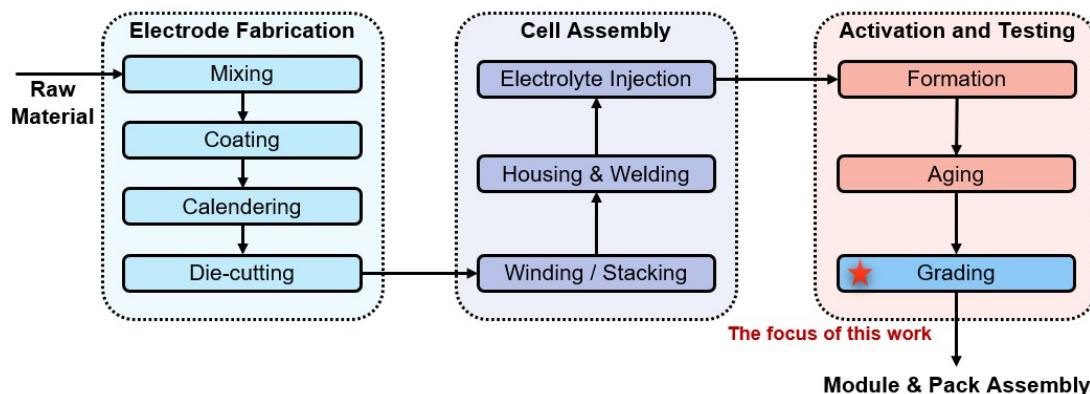 Electrode Fabrication
Raw
Material
Mixing
Coating
Calendering
Die-cutting
Cell Assembly
Electrolyte Injection
Housing & Welding
Winding / Stacking
Activation and Testing
Formation
Aging
Grading
The focus of this work
Module & Pack Assembly